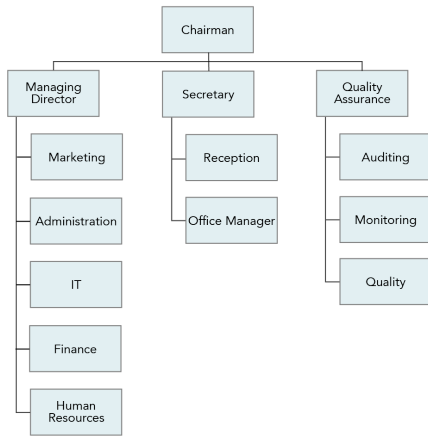 Chairman
Managing
Director
Secretary
Quality
Assurance
Marketing
Administration
IT
Finance
Human
Resources
Reception
Office Manager
Auditing
Monitoring
Quality